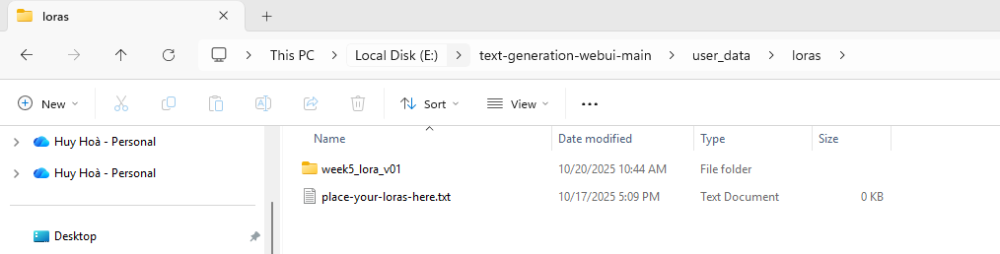 loras
This PC > Local Disk (E:) > text-generation-webui-main > user_data > loras >
New Sort View
Name Date modified Type Size
Huy Hoà - Personal
week5_lora_v01 10/20/2025 10:44 AM File folder
Huy Hoà - Personal
place-your-loras-here.txt 10/17/2025 5:09 PM Text Document 0 KB
Desktop